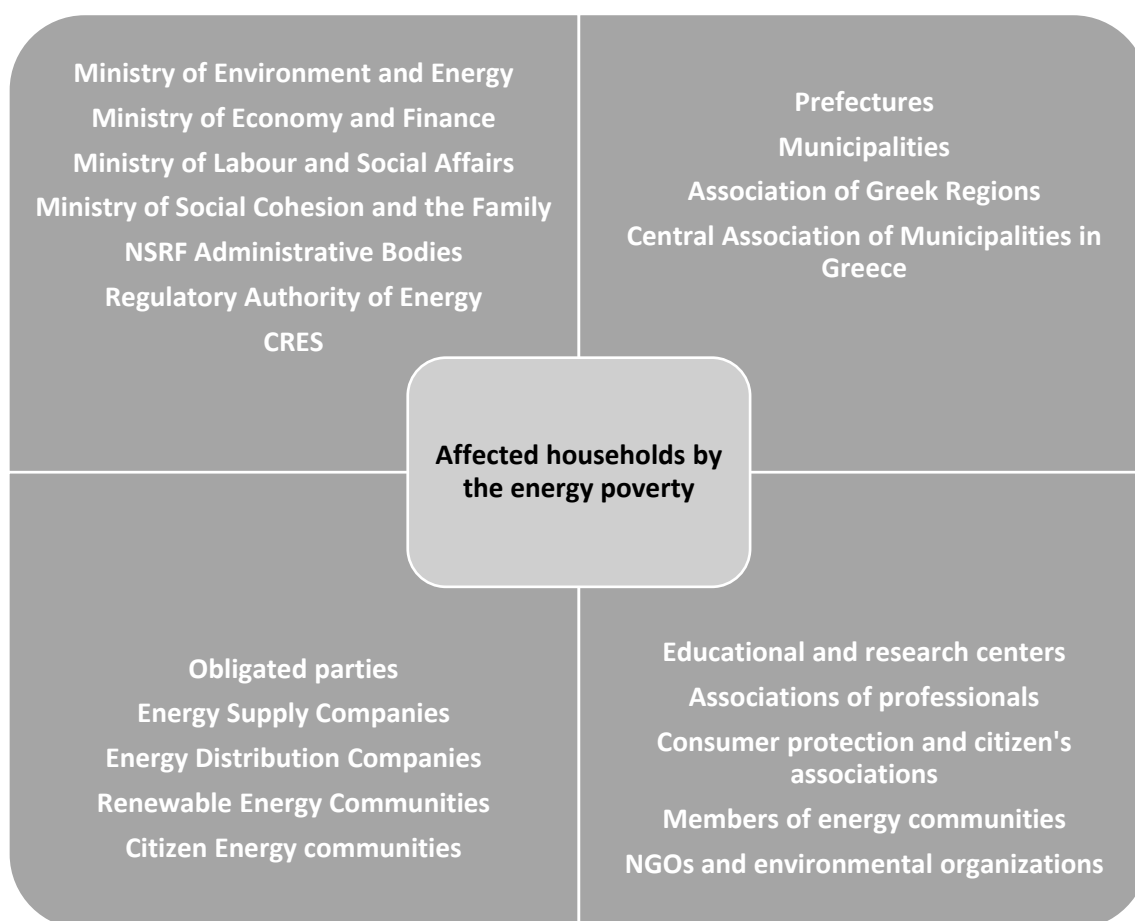 Ministry of Environment and Energy
Ministry of Economy and Finance
Ministry of Labour and Social Affairs
Ministry of Social Cohesion and the Family
NSRF Administrative Bodies
Regulatory Authority of Energy
CRES
Prefectures
Municipalities
Association of Greek Regions
Central Association of Municipalities in
Greece
Affected households by
the energy poverty
Obligated parties
Energy Supply Companies
Energy Distribution Companies
Renewable Energy Communities
Citizen Energy communities
Educational and research centers
Associations of professionals
Consumer protection and citizen's
associations
Members of energy communities
NGOs and environmental organizations